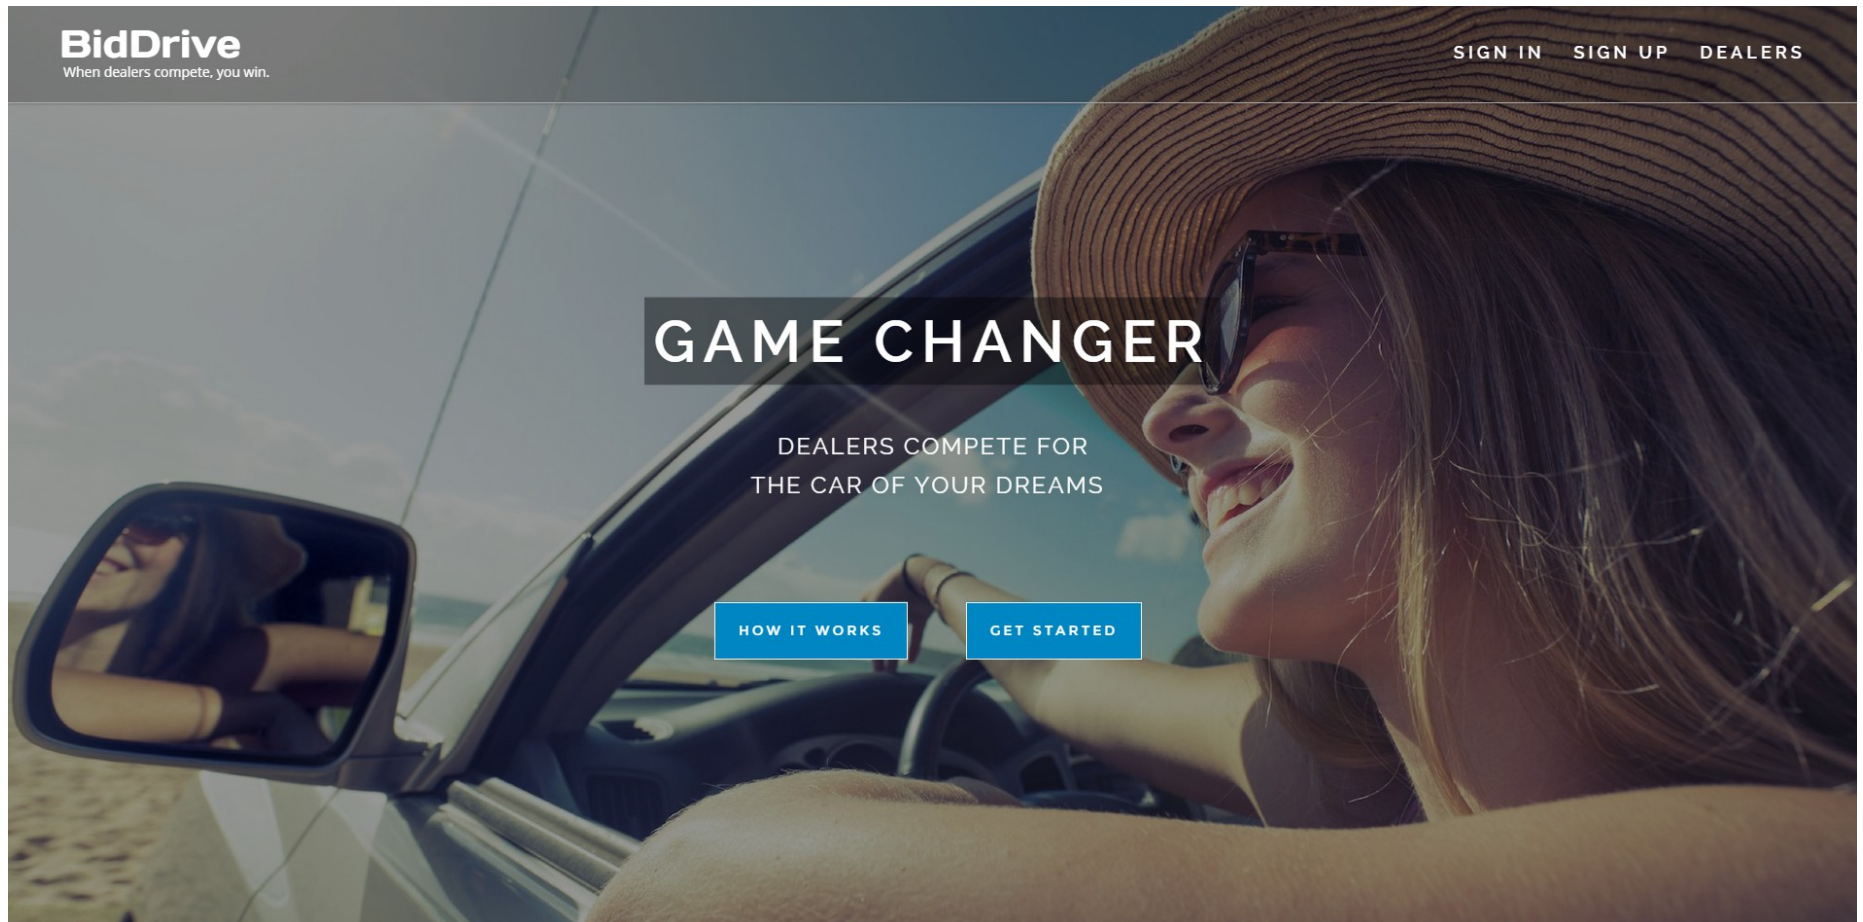 BidDrive
When dealers compete, you win.
SIGN IN SIGN UP DEALERS
GAME CHANGER
DEALERS COMPETE FOR
THE CAR OF YOUR DREAMS
HOW IT WORKS GET STARTED